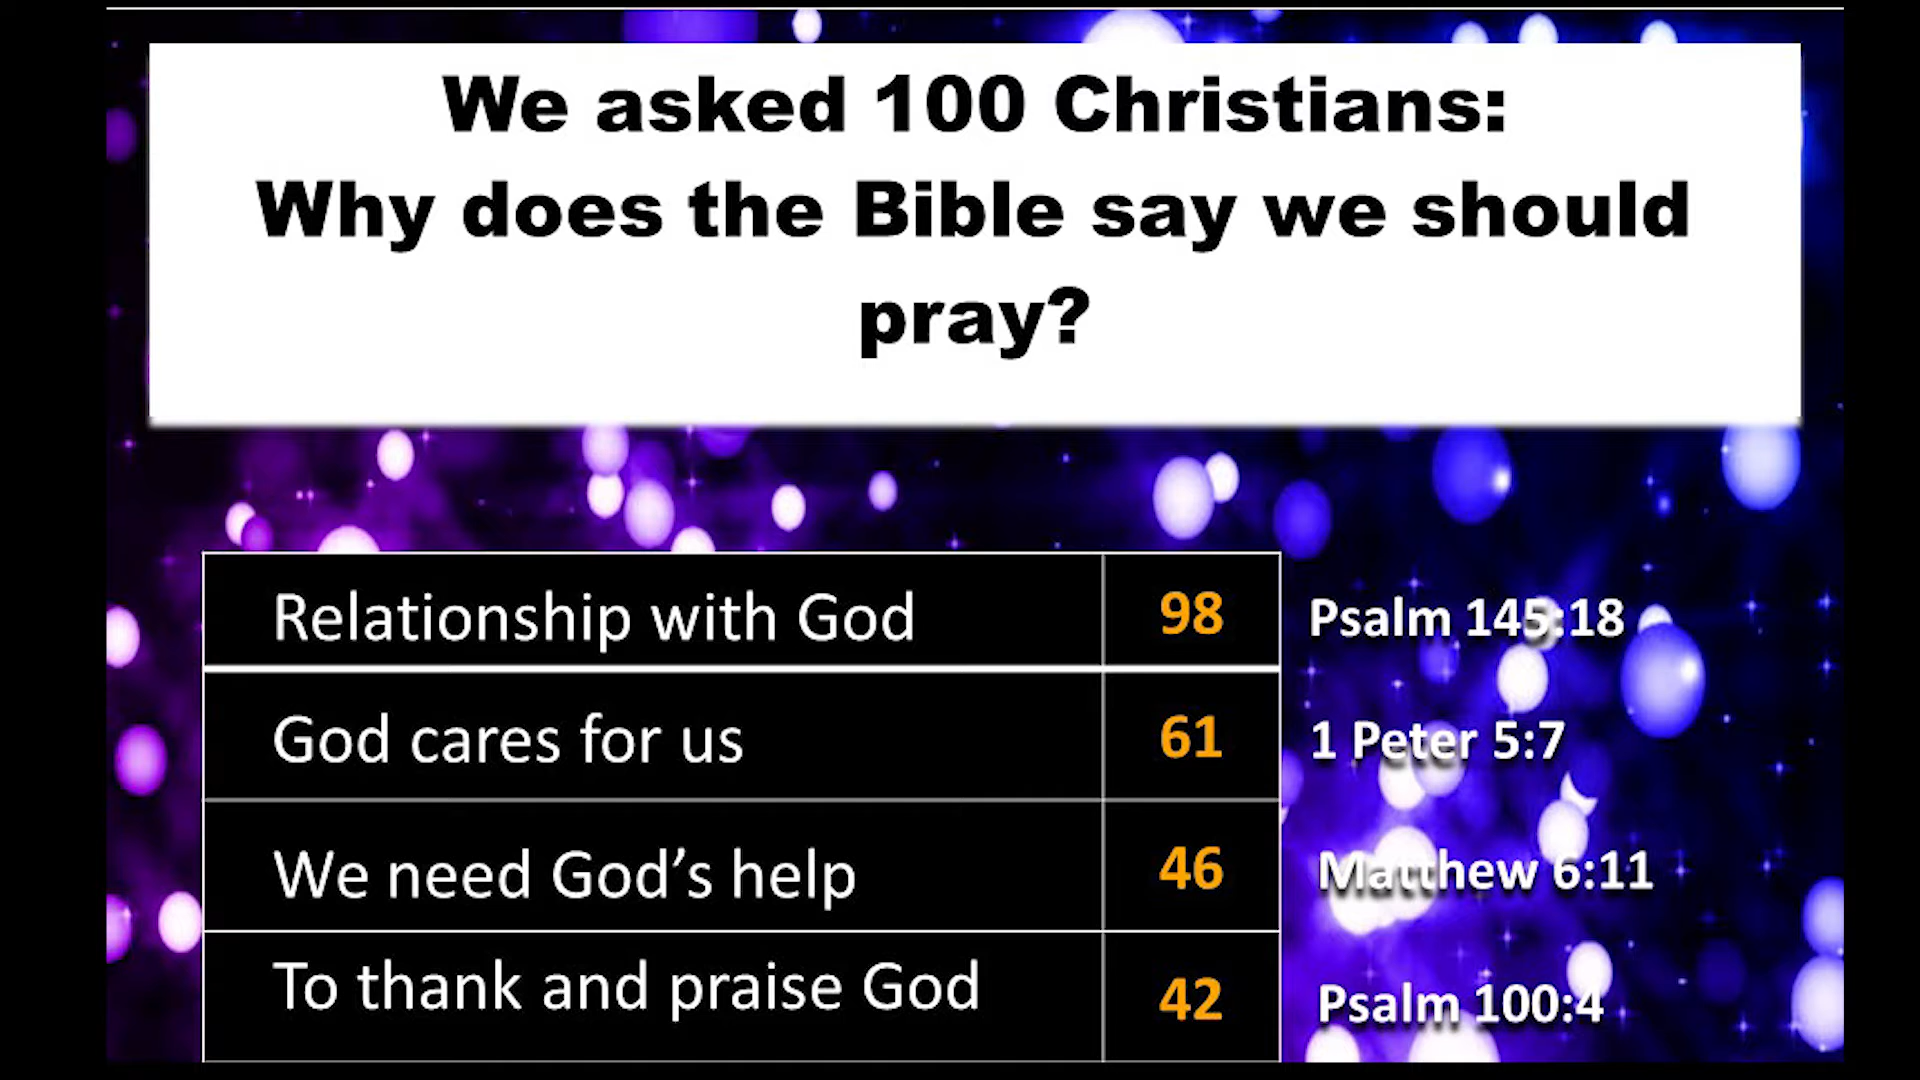 We asked 100 Christians:
Why does the Bible say we should
pray?
Relationship with God 98 Psalm 145:18
God cares for us 61 1 Peter 5:7
We need God’s help 46 Matthew 6:11
To thank and praise God 42 Psalm 100:4